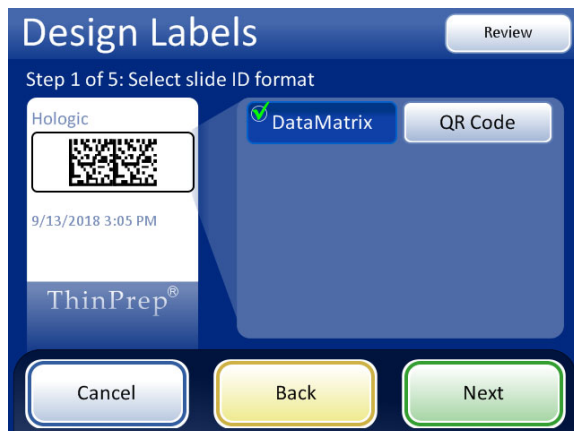 Design Labels
Review
Step 1 of 5: Select slide ID format
Hologic
DataMatrix
QR Code
9/13/2018 3:05 PM
ThinPrep®
Cancel
Back
Next